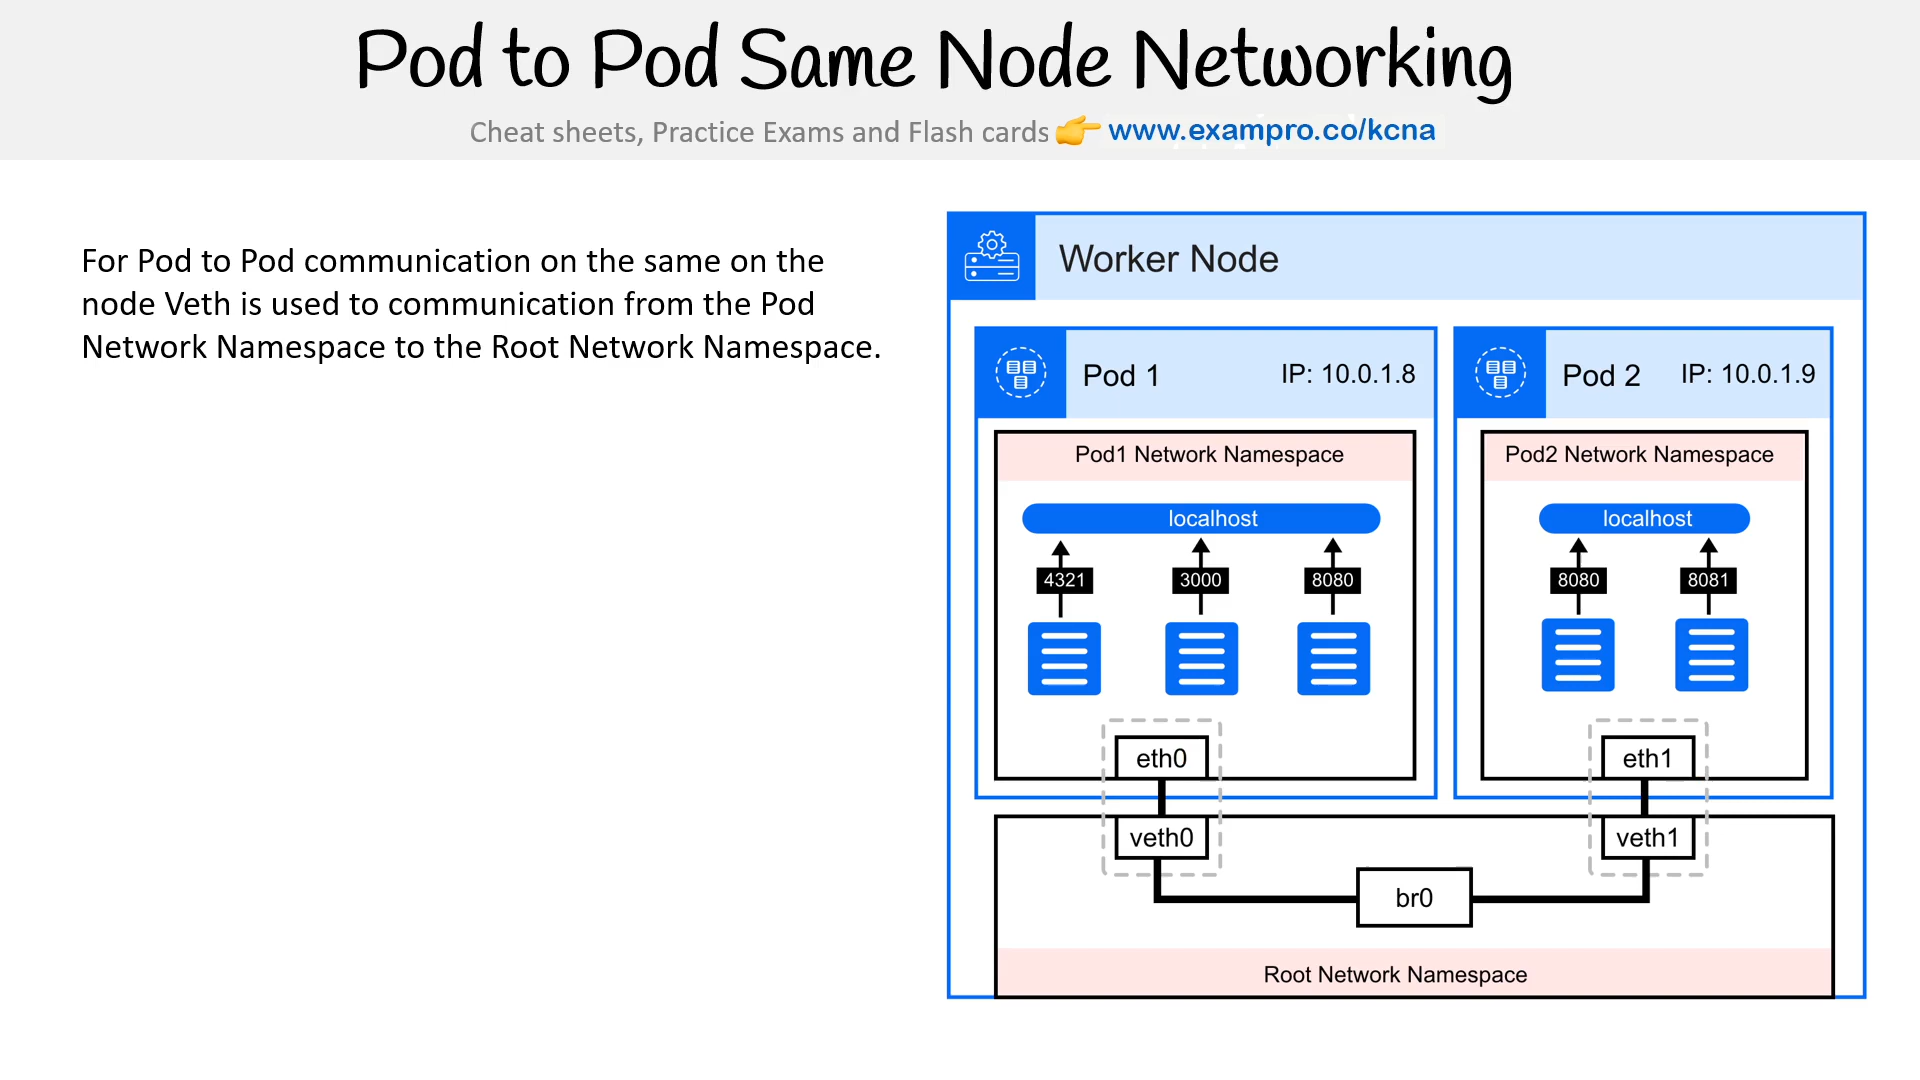 Pod to Pod Same Node Networking
Cheat sheets, Practice Exams and Flash cards 👉 www.exampro.co/kcna
For Pod to Pod communication on the same on the
node Veth is used to communication from the Pod
Network Namespace to the Root Network Namespace.
Worker Node
Pod 1 IP: 10.0.1.8
Pod1 Network Namespace
localhost
4321 3000 8080
eth0
Pod 2 IP: 10.0.1.9
Pod2 Network Namespace
localhost
8080 8081
eth1
veth0
veth1
br0
Root Network Namespace